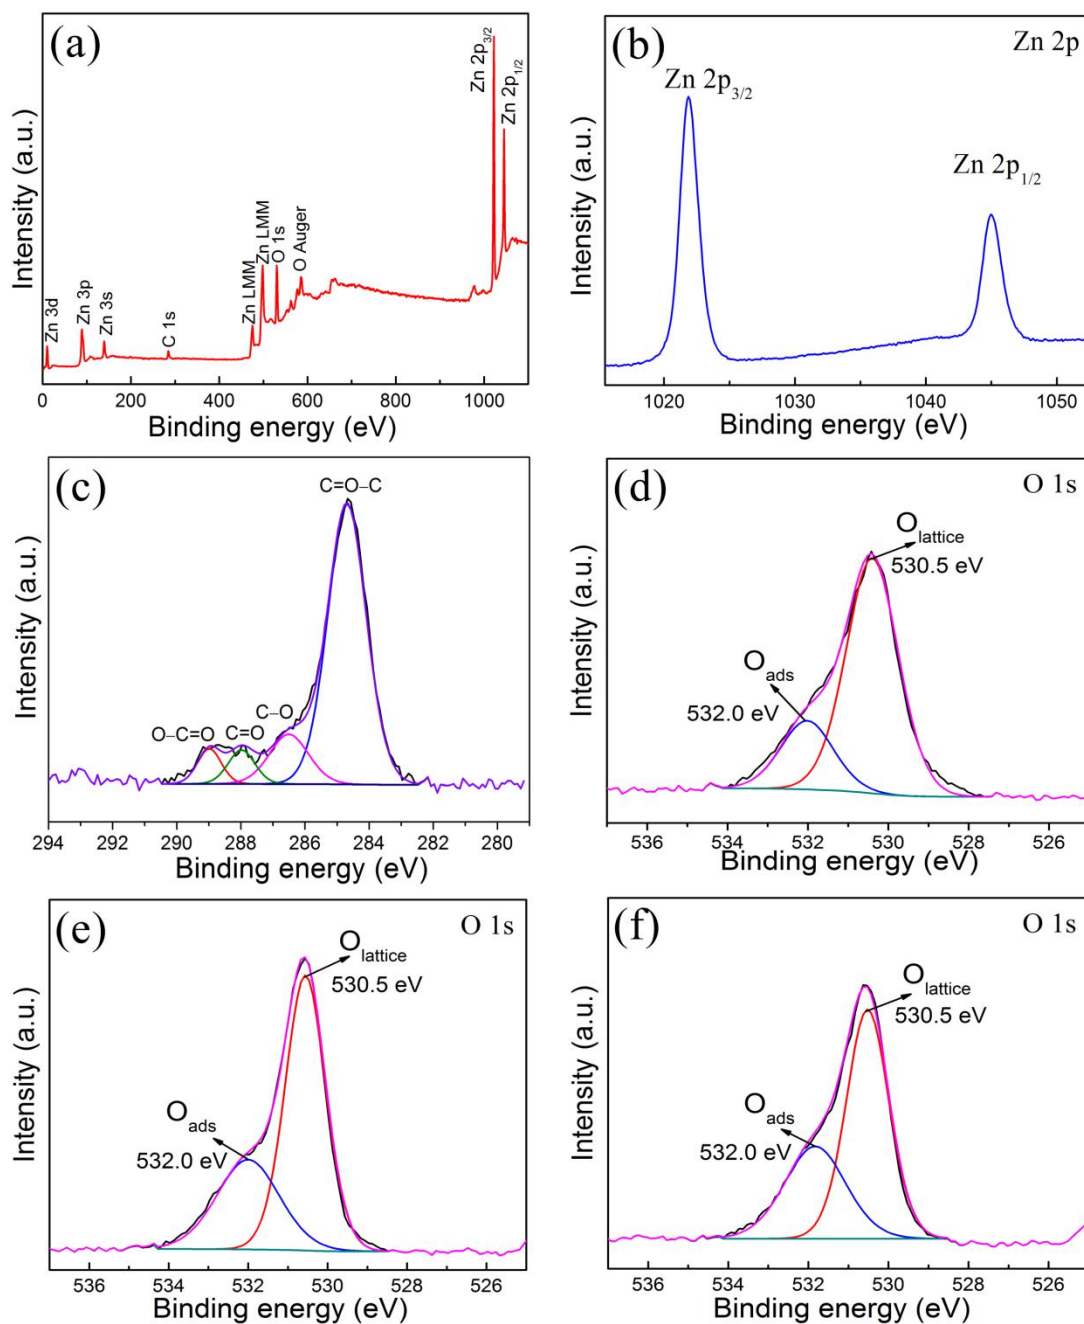 (a)
Intensity (a.u.)
Zn 3d
Zn 3p
Zn 3s
C 1s
Zn LMM
Zn LMM
O 1s
O Auger
Zn 2p3/2
Zn 2p1/2
0 200 400 600 800 1000
Binding energy (eV)
(b)
Zn 2p
Intensity (a.u.)
Zn 2p3/2
Zn 2p1/2
1020 1030 1040 1050
Binding energy (eV)
(c)
Intensity (a.u.)
C=O–C
C–O
O–C=O
C=O
294 292 290 288 286 284 282 280
Binding energy (eV)
(d)
O 1s
Intensity (a.u.)
Olattice
530.5 eV
Oads
532.0 eV
536 534 532 530 528 526
Binding energy (eV)
(e)
O 1s
Intensity (a.u.)
Olattice
530.5 eV
Oads
532.0 eV
536 534 532 530 528 526
Binding energy (eV)
(f)
O 1s
Intensity (a.u.)
Olattice
530.5 eV
Oads
532.0 eV
536 534 532 530 528 526
Binding energy (eV)